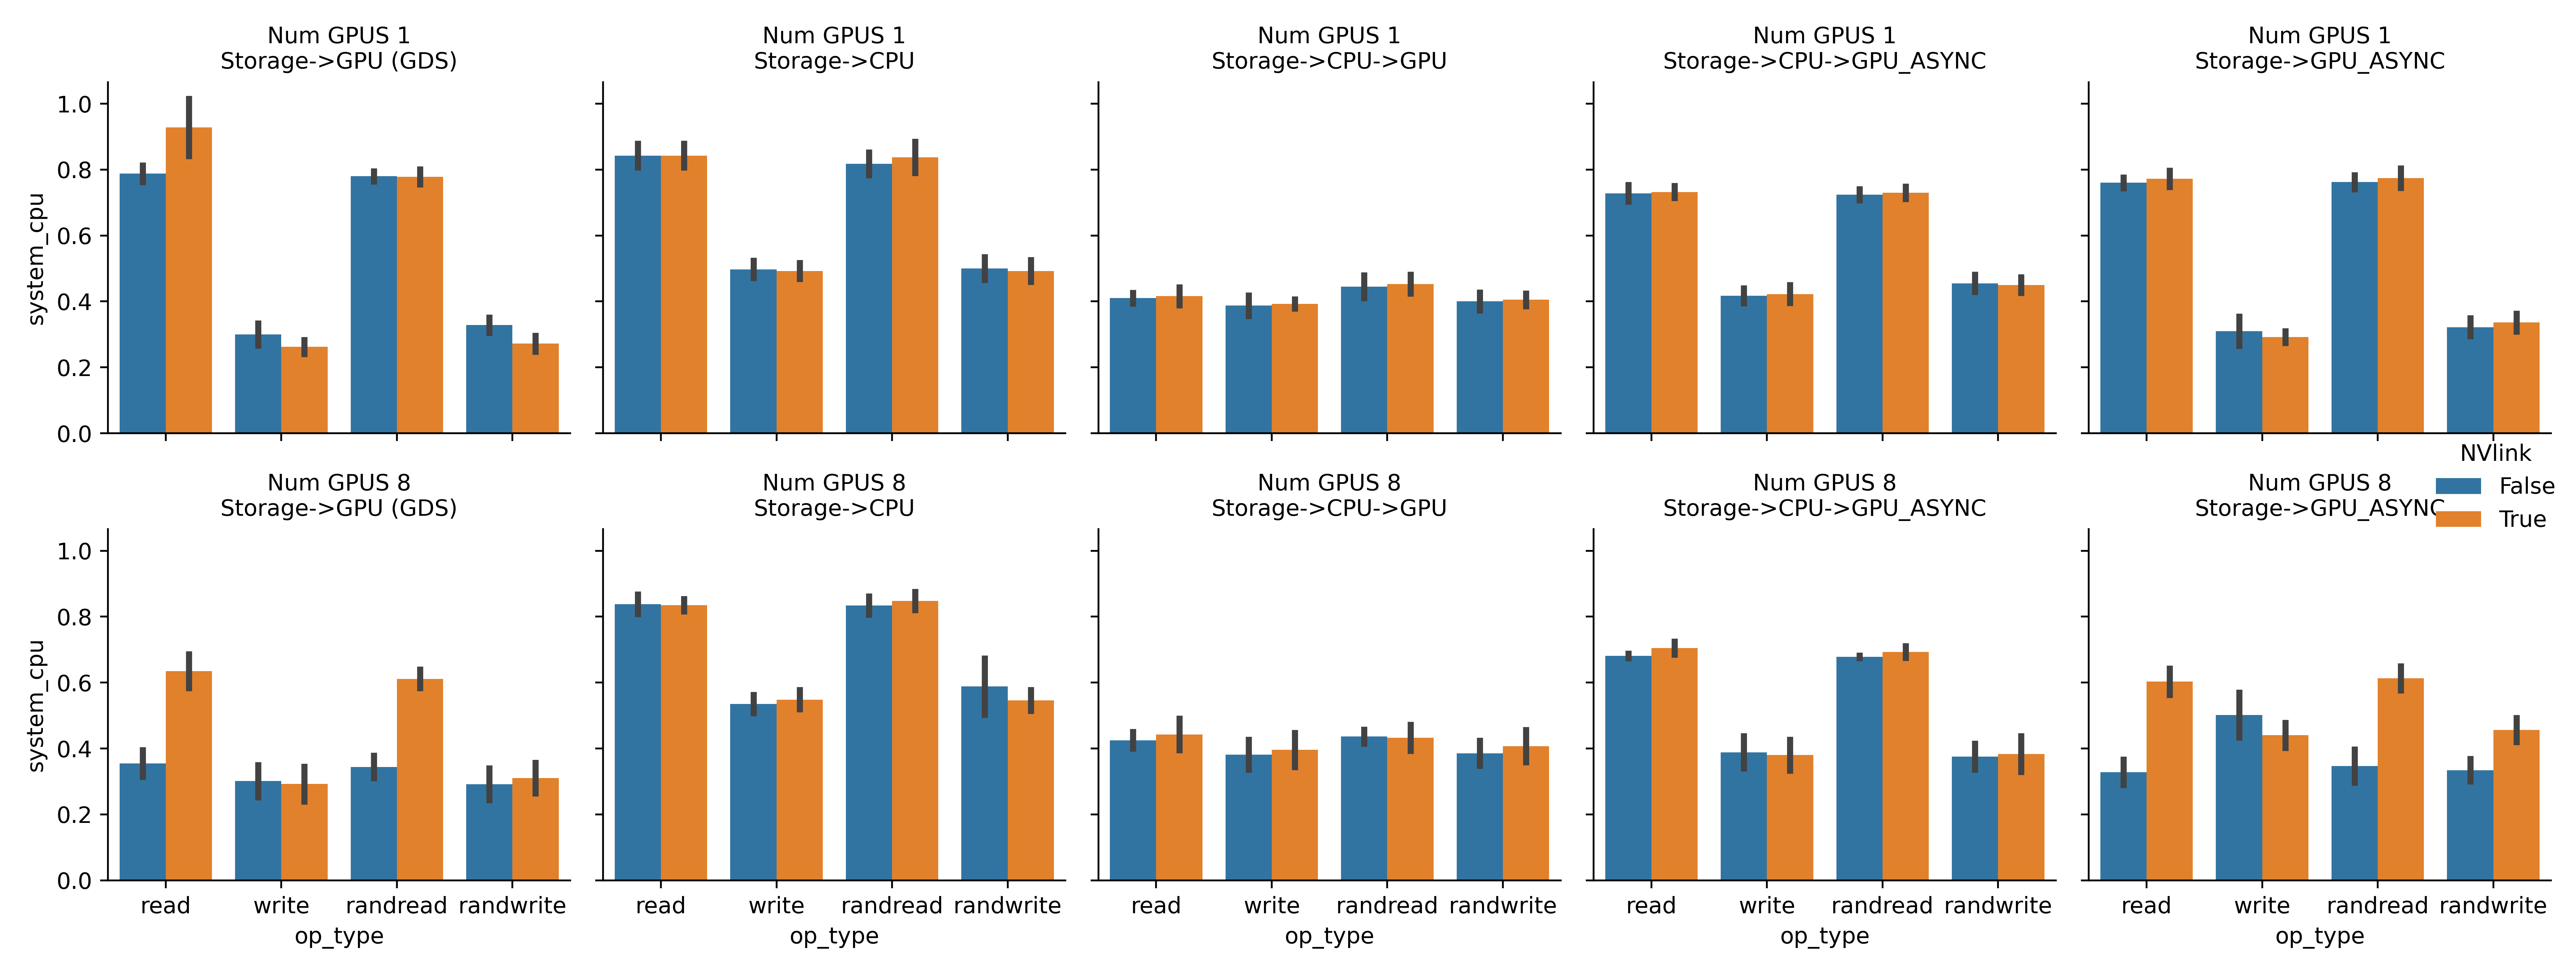 Num GPUS 1
Storage->GPU (GDS)
Num GPUS 1
Storage->CPU
Num GPUS 1
Storage->CPU->GPU
Num GPUS 1
Storage->CPU->GPU_ASYNC
Num GPUS 1
Storage->GPU_ASYNC
system_cpu
1.0
0.8
0.6
0.4
0.2
0.0
NVlink
False
True
Num GPUS 8
Storage->GPU (GDS)
Num GPUS 8
Storage->CPU
Num GPUS 8
Storage->CPU->GPU
Num GPUS 8
Storage->CPU->GPU_ASYNC
Num GPUS 8
Storage->GPU_ASYNC
system_cpu
1.0
0.8
0.6
0.4
0.2
0.0
read write randread randwrite
op_type
read write randread randwrite
op_type
read write randread randwrite
op_type
read write randread randwrite
op_type
read write randread randwrite
op_type